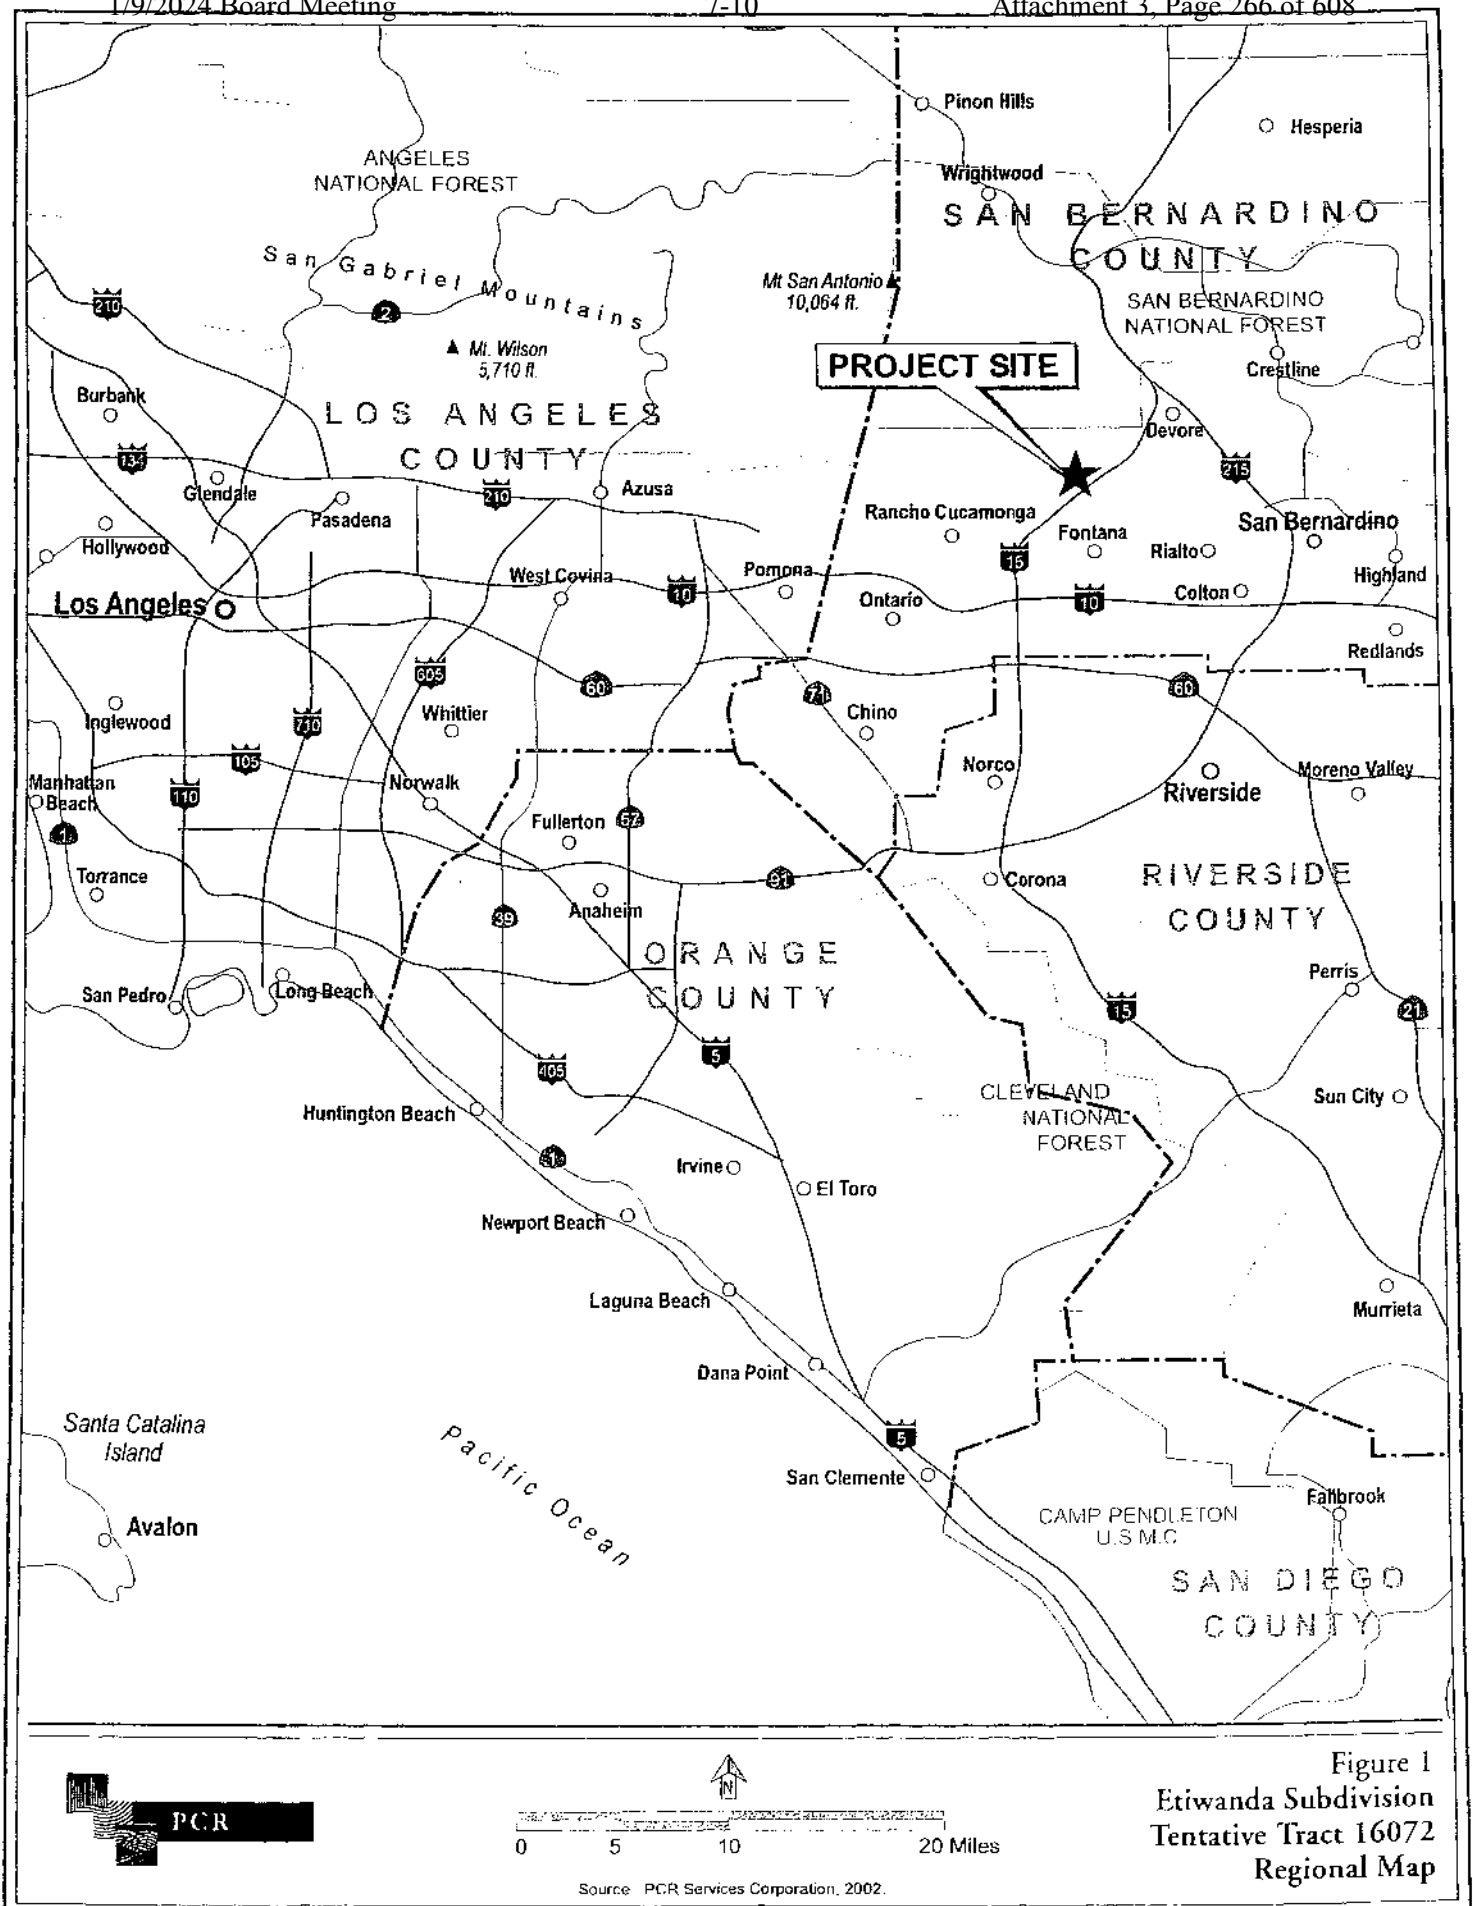 1/9/2024 Board Meeting
7-10
Attachment 3, Page 266 of 608
Pinon Hills
Hesperia
ANGELES
NATIONAL FOREST
Wrightwood
SAN BERNARDINO
COUNTY
San Gabriel Mountains
Mt San Antonio
10,064 ft.
SAN BERNARDINO
NATIONAL FOREST
210
2
Mt. Wilson
5,710 ft.
PROJECT SITE
Crestline
Burbank
LOS ANGELES
COUNTY
Devore
134
215
Glendale
210
Azusa
Pasadena
Rancho Cucamonga
San Bernardino
Hollywood
Fontana
Rialto
15
West Covina
Pomona
Highland
10
Ontario
10
Colton
Los Angeles
Redlands
605
60
71
60
Inglewood
710
Whittier
Chino
105
Norco
Moreno Valley
Manhattan
Beach
110
Norwalk
Riverside
1
Fullerton
57
Torrance
91
Corona
RIVERSIDE
COUNTY
39
Anaheim
ORANGE
COUNTY
Perris
San Pedro
Long Beach
15
21
5
405
CLEVELAND
NATIONAL
FOREST
Sun City
Huntington Beach
1
Irvine
El Toro
Newport Beach
Laguna Beach
Murrieta
Dana Point
Santa Catalina
Island
Pacific Ocean
5
San Clemente
Fallbrook
Avalon
CAMP PENDLETON
U.S.M.C
SAN DIEGO
COUNTY
PCR
N
0 5 10 20 Miles
Source: PCR Services Corporation, 2002.
Figure 1
Etiwanda Subdivision
Tentative Tract 16072
Regional Map